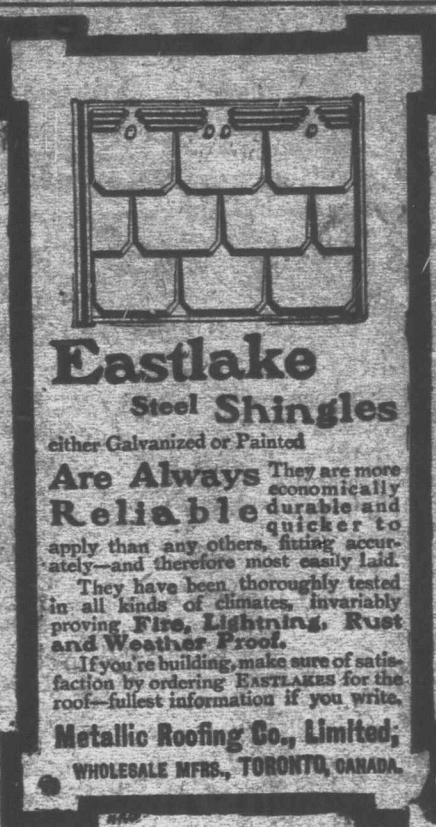 Eastlake
Steel Shingles
either Galvanized or Painted
Are Always
Reliable
They are more
economically
durable and
quicker to
apply than any others, fitting accur-
ately—and therefore most easily laid.
They have been thoroughly tested
in all kinds of climates, invariably
proving Fire, Lightning, Rust
and Weather Proof.
If you're building, make sure of satis-
faction by ordering EASTLAKES for the
roof—fullest information if you write.
Metallic Roofing Co., Limited,
WHOLESALE MFRS., TORONTO, CANADA.